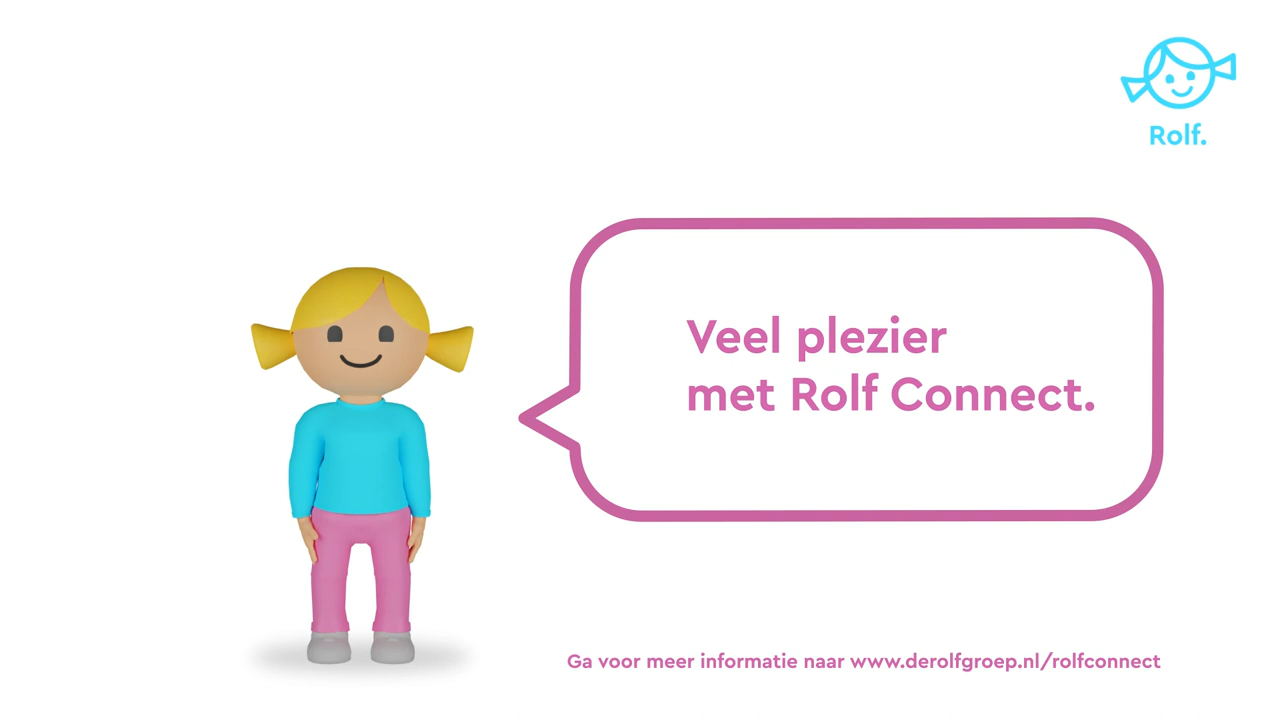 Rolf.
Veel plezier
met Rolf Connect.
Ga voor meer informatie naar www.derolfgroep.nl/rolfconnect